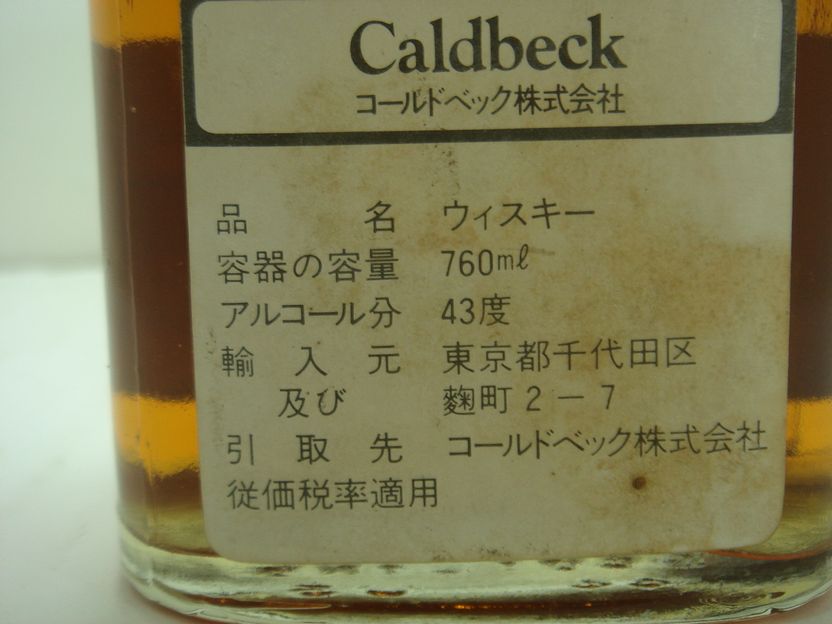 Caldbeck
コールドベック株式会社
品名 ウィスキー
容器の容量 760mℓ
アルコール分 43度
輸入元 東京都千代田区
及び 麴町2-7
引取先 コールドベック株式会社
従価税率適用